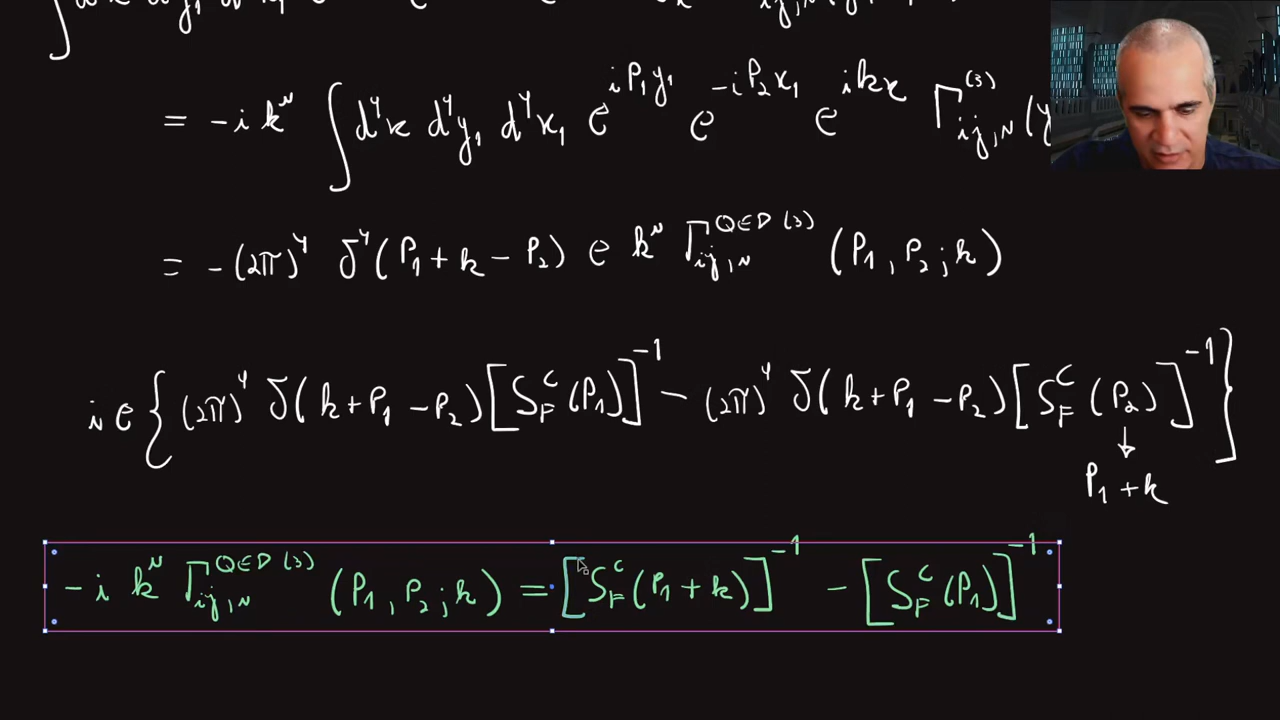 = -i k^μ ∫ d⁴x d⁴y₁ d⁴x₁ e^{iP₁y₁} e^{-iP₂x₁} e^{ikx} Γ^{(3)}_{ij,μ} (y
= -(2π)⁴ δ⁴(P₁ + k - P₂) e k^μ Γ^{QED (3)}_{ij,μ} (P₁, P₂; k)
i e { (2π)⁴ δ(k + P₁ - P₂) [S_F^C (P₁)]^{-1} - (2π)⁴ δ(k + P₁ - P₂) [S_F^C (P₂)]^{-1} }
↓
P₁ + k
-i k^μ Γ^{QED (3)}_{ij,μ} (P₁, P₂; k) = [S_F^C (P₁ + k)]^{-1} - [S_F^C (P₁)]^{-1}